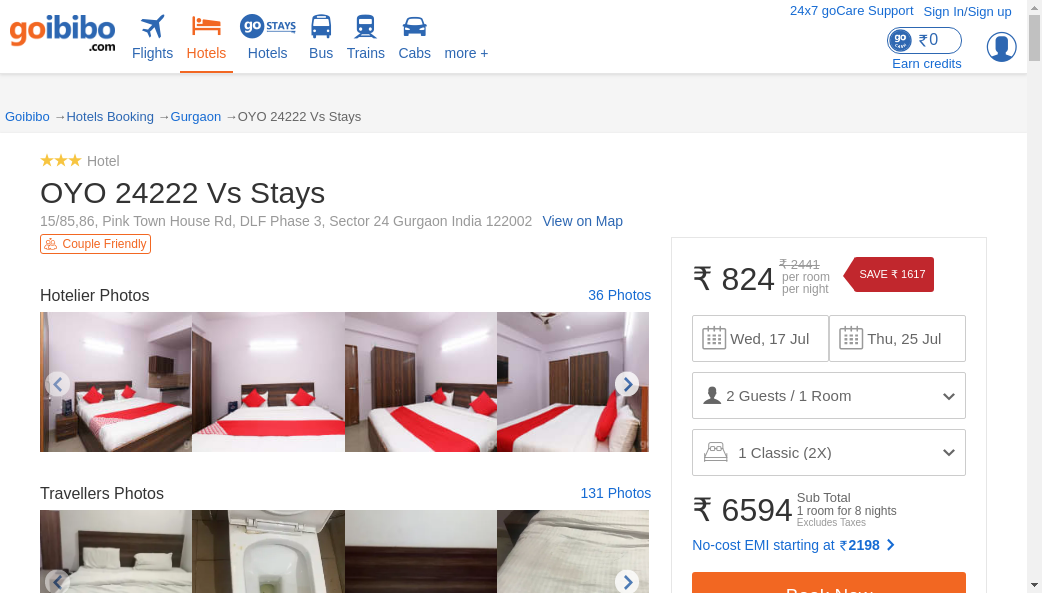 24x7 goCare Support Sign In/Sign up
goibibo
.com
go STAYS
Flights Hotels Hotels Bus Trains Cabs more +
go
CARE
₹0
Earn credits
Goibibo →Hotels Booking →Gurgaon →OYO 24222 Vs Stays
Hotel
OYO 24222 Vs Stays
15/85,86, Pink Town House Rd, DLF Phase 3, Sector 24 Gurgaon India 122002 View on Map
Couple Friendly
Hotelier Photos
36 Photos
Travellers Photos
131 Photos
₹ 824
₹ 2441
per room
per night
SAVE ₹ 1617
Wed, 17 Jul
Thu, 25 Jul
2 Guests / 1 Room
1 Classic (2X)
₹ 6594
Sub Total
1 room for 8 nights
Excludes Taxes
No-cost EMI starting at ₹2198
Book Now